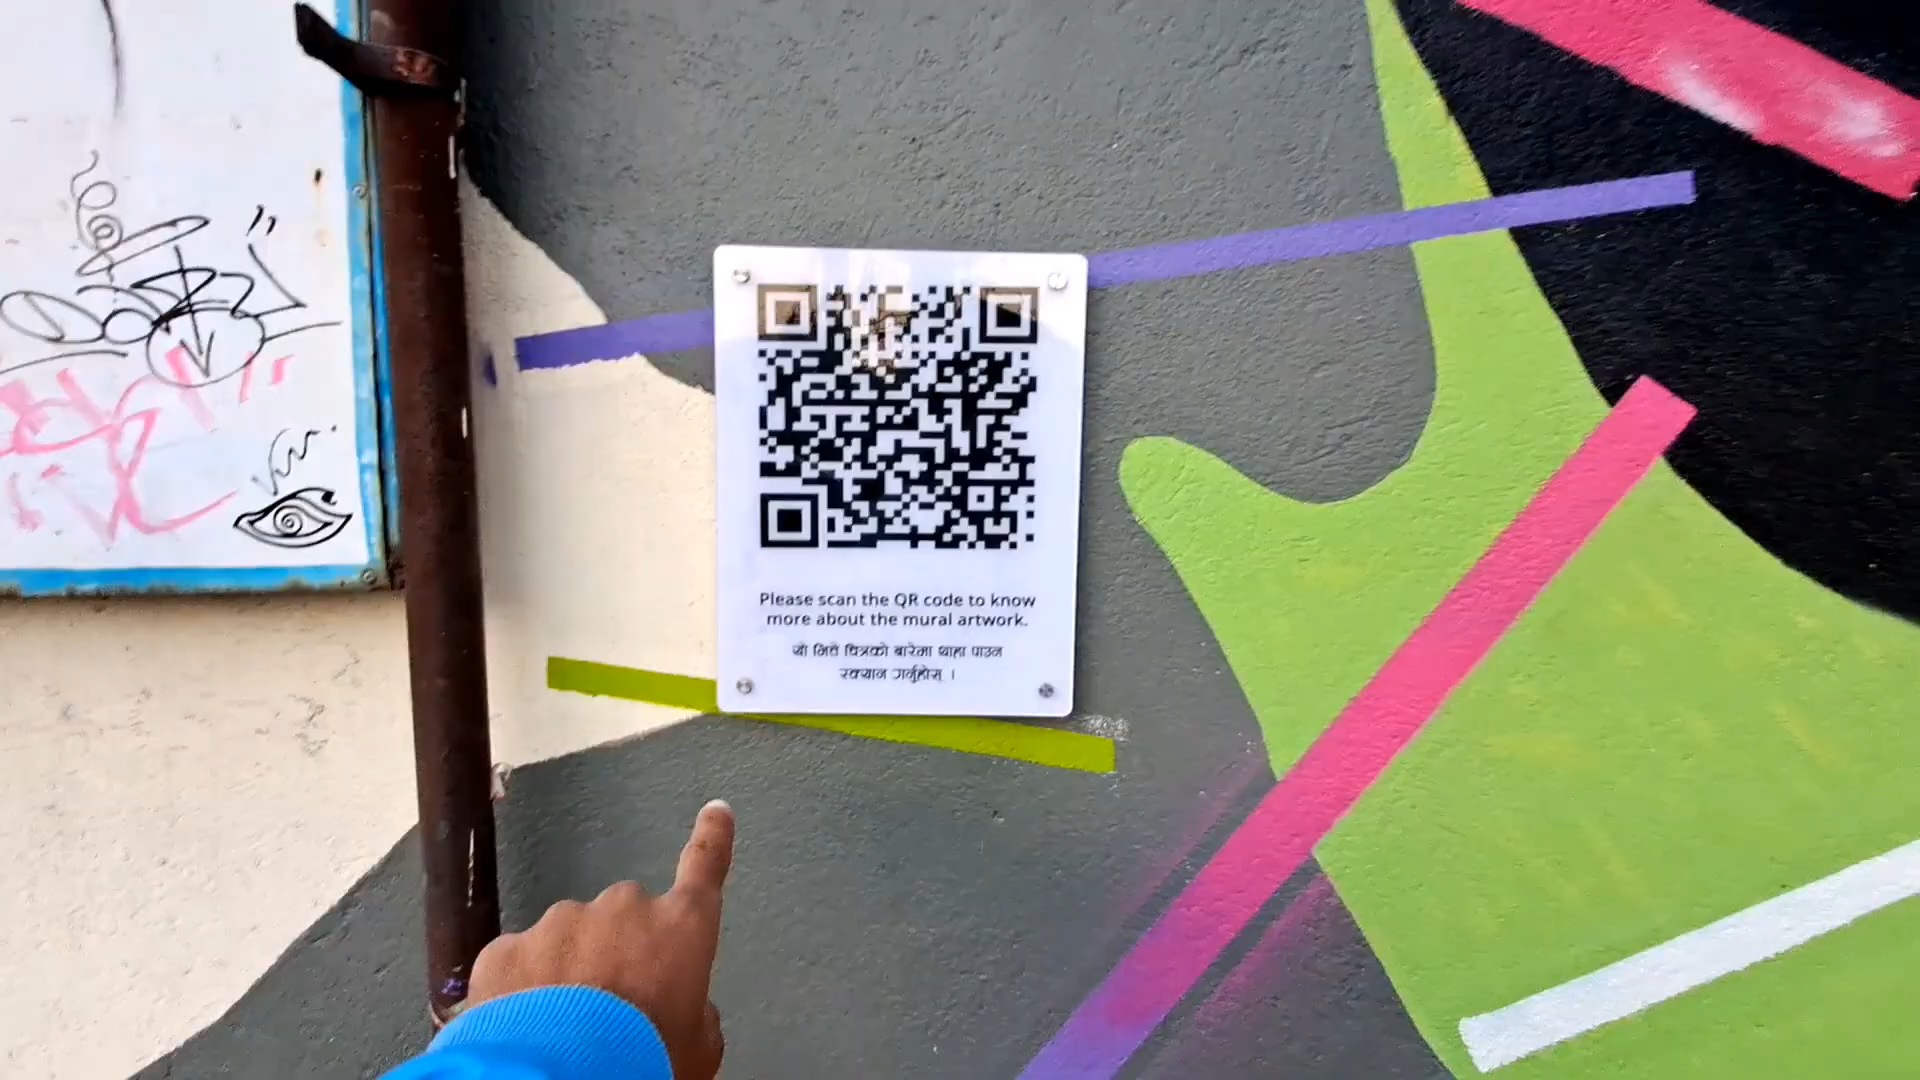 Please scan the QR code to know
more about the mural artwork.
यो भित्ते चित्रको बारेमा थाहा पाउन
स्क्यान गर्नुहोस् ।